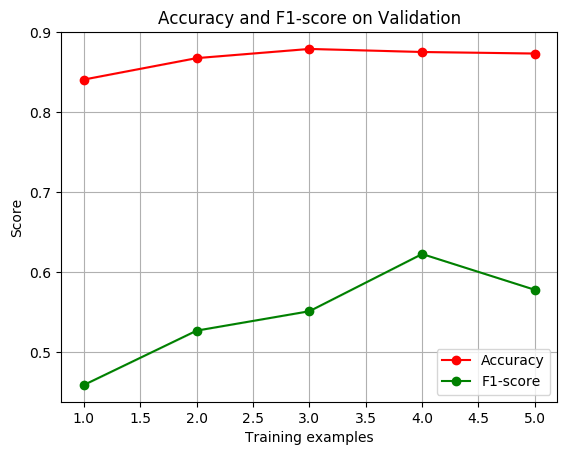 Accuracy and F1-score on Validation
0.9
0.8
0.7
0.6
0.5
Score
Accuracy
F1-score
1.0 1.5 2.0 2.5 3.0 3.5 4.0 4.5 5.0
Training examples